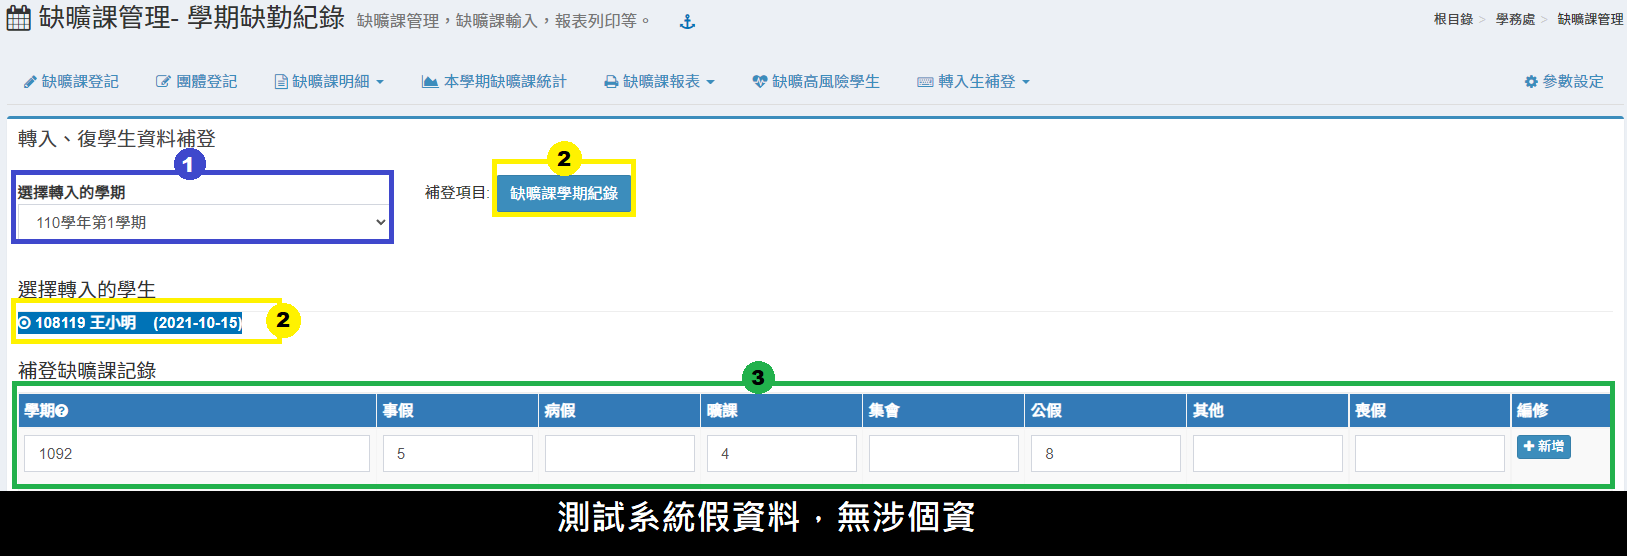 缺曠課管理- 學期缺勤紀錄 缺曠課管理，缺曠課輸入，報表列印等。
根目錄 > 學務處 > 缺曠課管理
缺曠課登記 團體登記 缺曠課明細 本學期缺曠課統計 缺曠課報表 缺曠高風險學生 轉入生補登 參數設定
轉入、復學生資料補登
1
2
選擇轉入的學期
補登項目: 缺曠課學期紀錄
110學年第1學期
選擇轉入的學生
108119 王小明 (2021-10-15)
2
補登缺曠課記錄
3
學期 事假 病假 曠課 集會 公假 其他 喪假 編修
1092 5 4 8 新增
測試系統假資料，無涉個資